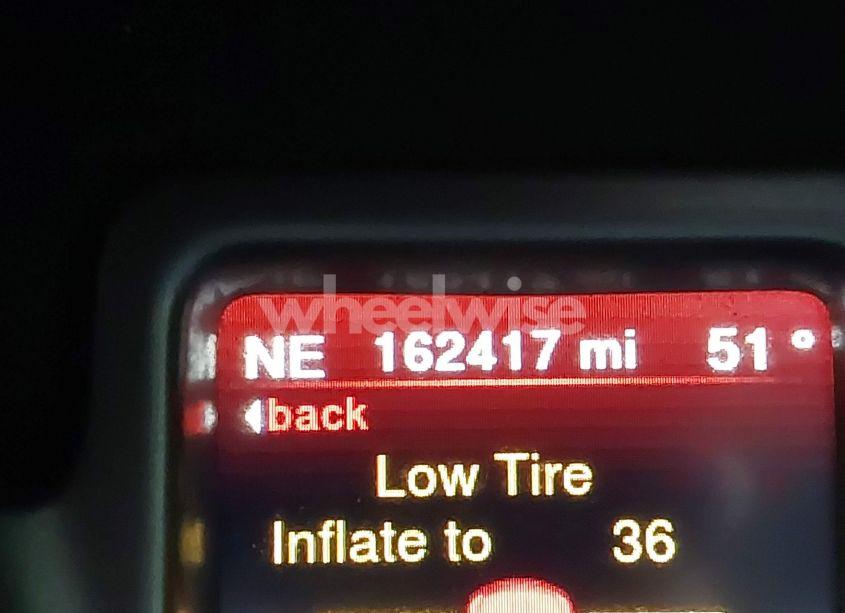 wheelwise
NE 162417 mi 51°
back
Low Tire
Inflate to 36